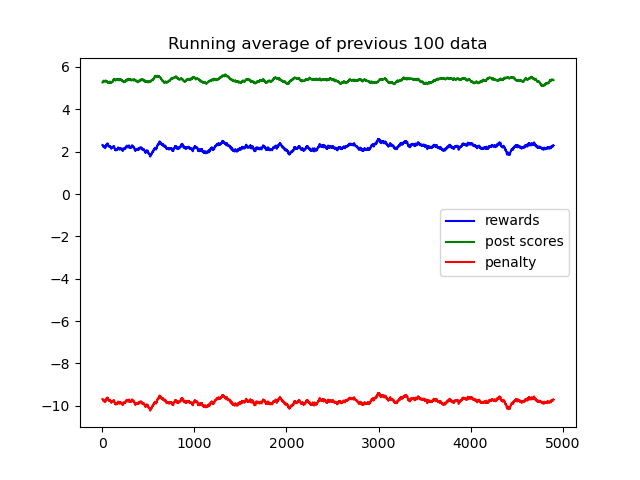 Running average of previous 100 data
6
4
2
0
−2
−4
−6
−8
−10
rewards
post scores
penalty
0 1000 2000 3000 4000 5000